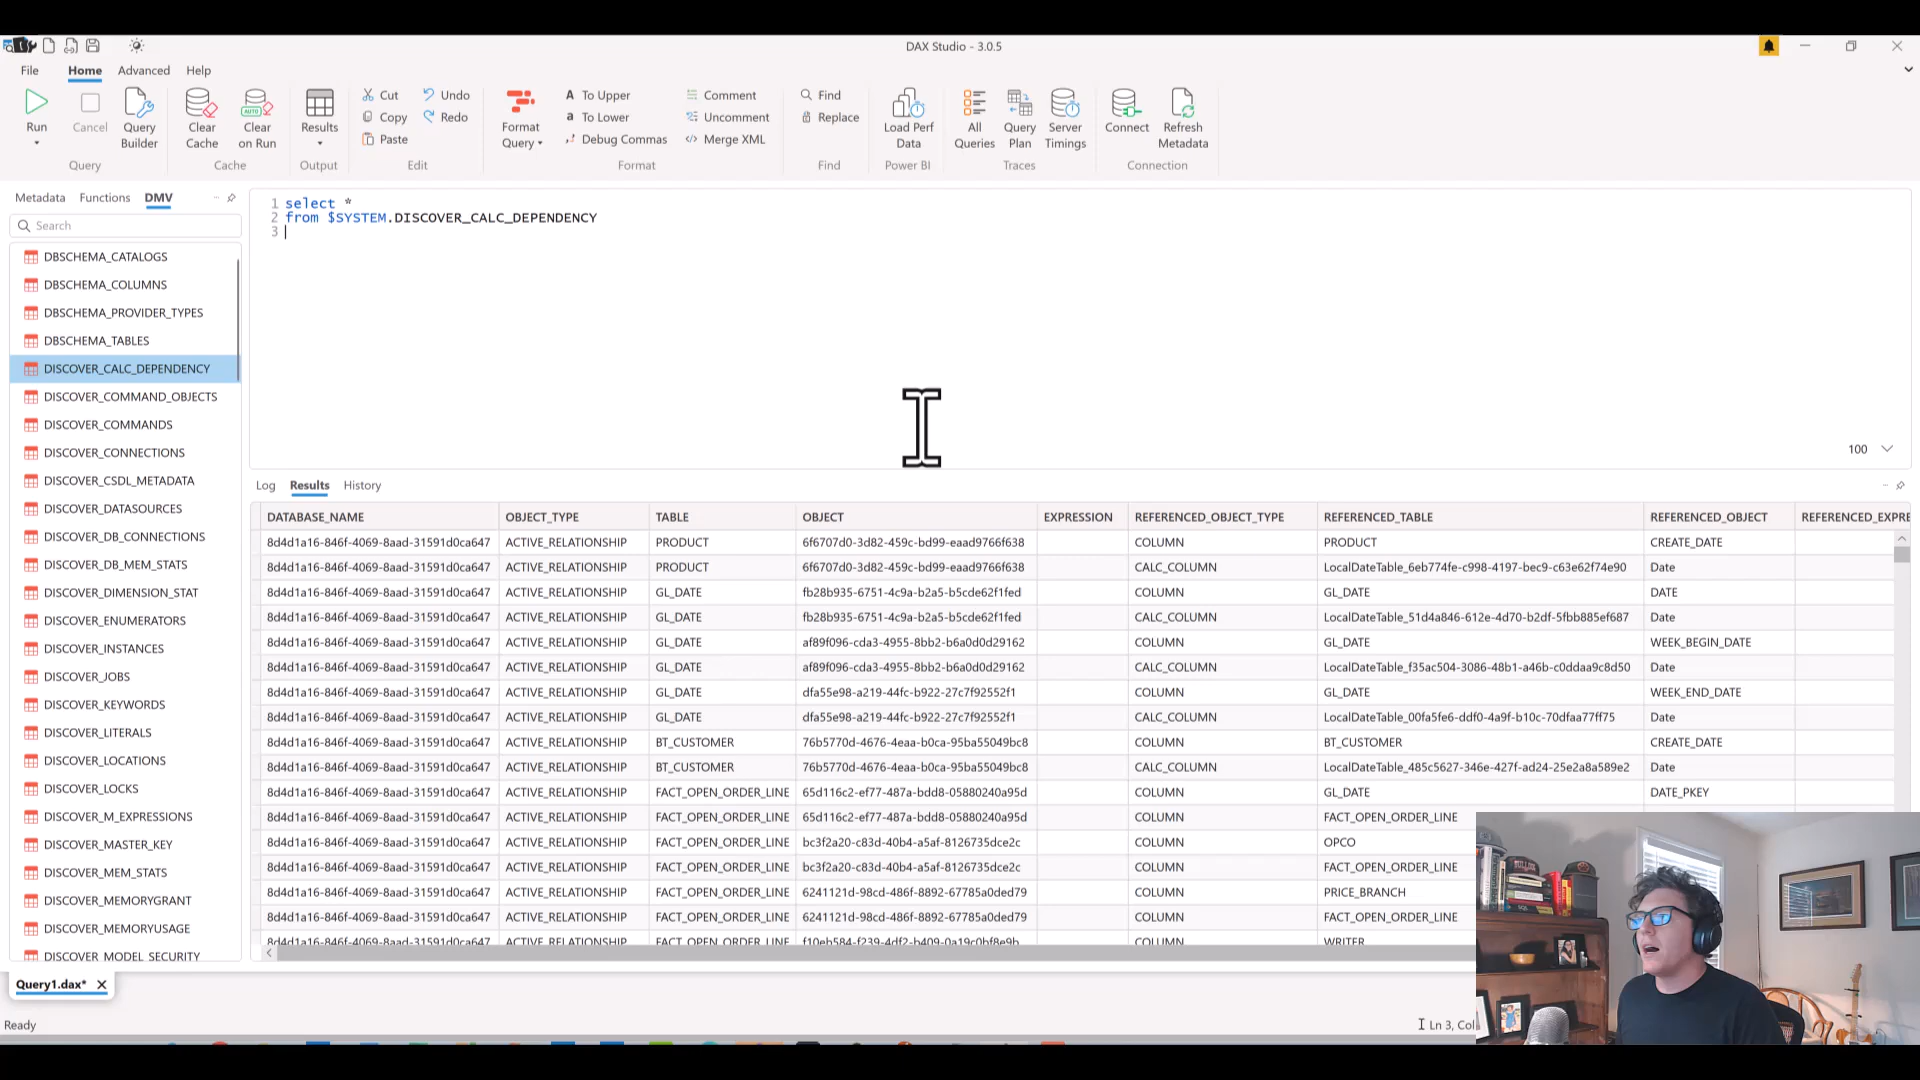 DAX Studio - 3.0.5
File Home Advanced Help
Run
Cancel
Query Builder
Query
Clear Cache
Clear on Run
Cache
Results
Output
Cut
Copy
Paste
Undo
Redo
Edit
Format Query
A To Upper
a To Lower
Debug Commas
Comment
Uncomment
Merge XML
Format
Find
Replace
Find
Load Perf Data
Power BI
All Queries
Query Plan
Server Timings
Traces
Connect
Refresh Metadata
Connection
Metadata Functions DMV
Search
DBSCHEMA_CATALOGS
DBSCHEMA_COLUMNS
DBSCHEMA_PROVIDER_TYPES
DBSCHEMA_TABLES
DISCOVER_CALC_DEPENDENCY
DISCOVER_COMMAND_OBJECTS
DISCOVER_COMMANDS
DISCOVER_CONNECTIONS
DISCOVER_CSDL_METADATA
DISCOVER_DATASOURCES
DISCOVER_DB_CONNECTIONS
DISCOVER_DB_MEM_STATS
DISCOVER_DIMENSION_STAT
DISCOVER_ENUMERATORS
DISCOVER_INSTANCES
DISCOVER_JOBS
DISCOVER_KEYWORDS
DISCOVER_LITERALS
DISCOVER_LOCATIONS
DISCOVER_LOCKS
DISCOVER_M_EXPRESSIONS
DISCOVER_MASTER_KEY
DISCOVER_MEM_STATS
DISCOVER_MEMORYGRANT
DISCOVER_MEMORYUSAGE
DISCOVER_MODEL_SECURITY
1 select *
2 from $SYSTEM.DISCOVER_CALC_DEPENDENCY
3
100
Log Results History
DATABASE_NAME OBJECT_TYPE TABLE OBJECT EXPRESSION REFERENCED_OBJECT_TYPE REFERENCED_TABLE REFERENCED_OBJECT REFERENCED_EXPRE
8d4d1a16-846f-4069-8aad-31591d0ca647 ACTIVE_RELATIONSHIP PRODUCT 6f6707d0-3d82-459c-bd99-eaad9766f638 COLUMN PRODUCT CREATE_DATE
8d4d1a16-846f-4069-8aad-31591d0ca647 ACTIVE_RELATIONSHIP PRODUCT 6f6707d0-3d82-459c-bd99-eaad9766f638 CALC_COLUMN LocalDateTable_6eb774fe-c998-4197-bec9-c63e62f74e90 Date
8d4d1a16-846f-4069-8aad-31591d0ca647 ACTIVE_RELATIONSHIP GL_DATE fb28b935-6751-4c9a-b2a5-b5cde62f1fed COLUMN GL_DATE DATE
8d4d1a16-846f-4069-8aad-31591d0ca647 ACTIVE_RELATIONSHIP GL_DATE fb28b935-6751-4c9a-b2a5-b5cde62f1fed CALC_COLUMN LocalDateTable_51d4a846-612e-4d70-b2df-5fbb885ef687 Date
8d4d1a16-846f-4069-8aad-31591d0ca647 ACTIVE_RELATIONSHIP GL_DATE af89f096-cda3-4955-8bb2-b6a0d0d29162 COLUMN GL_DATE WEEK_BEGIN_DATE
8d4d1a16-846f-4069-8aad-31591d0ca647 ACTIVE_RELATIONSHIP GL_DATE af89f096-cda3-4955-8bb2-b6a0d0d29162 CALC_COLUMN LocalDateTable_f35ac504-3086-48b1-a46b-c0ddaa9c8d50 Date
8d4d1a16-846f-4069-8aad-31591d0ca647 ACTIVE_RELATIONSHIP GL_DATE dfa55e98-a219-44fc-b922-27c7f92552f1 COLUMN GL_DATE WEEK_END_DATE
8d4d1a16-846f-4069-8aad-31591d0ca647 ACTIVE_RELATIONSHIP GL_DATE dfa55e98-a219-44fc-b922-27c7f92552f1 CALC_COLUMN LocalDateTable_00fa5fe6-ddf0-4a9f-b10c-70dfaa77ff75 Date
8d4d1a16-846f-4069-8aad-31591d0ca647 ACTIVE_RELATIONSHIP BT_CUSTOMER 76b5770d-4676-4eaa-b0ca-95ba55049bc8 COLUMN BT_CUSTOMER CREATE_DATE
8d4d1a16-846f-4069-8aad-31591d0ca647 ACTIVE_RELATIONSHIP BT_CUSTOMER 76b5770d-4676-4eaa-b0ca-95ba55049bc8 CALC_COLUMN LocalDateTable_485c5627-346e-427f-ad24-25e2a8a589e2 Date
8d4d1a16-846f-4069-8aad-31591d0ca647 ACTIVE_RELATIONSHIP FACT_OPEN_ORDER_LINE 65d116c2-ef77-487a-bdd8-05880240a95d COLUMN GL_DATE DATE_PKEY
8d4d1a16-846f-4069-8aad-31591d0ca647 ACTIVE_RELATIONSHIP FACT_OPEN_ORDER_LINE 65d116c2-ef77-487a-bdd8-05880240a95d COLUMN FACT_OPEN_ORDER_LINE
8d4d1a16-846f-4069-8aad-31591d0ca647 ACTIVE_RELATIONSHIP FACT_OPEN_ORDER_LINE bc3f2a20-c83d-40b4-a5af-8126735dce2c COLUMN OPCO
8d4d1a16-846f-4069-8aad-31591d0ca647 ACTIVE_RELATIONSHIP FACT_OPEN_ORDER_LINE bc3f2a20-c83d-40b4-a5af-8126735dce2c COLUMN FACT_OPEN_ORDER_LINE
8d4d1a16-846f-4069-8aad-31591d0ca647 ACTIVE_RELATIONSHIP FACT_OPEN_ORDER_LINE 6241121d-98cd-486f-8892-67785a0ded79 COLUMN PRICE_BRANCH
8d4d1a16-846f-4069-8aad-31591d0ca647 ACTIVE_RELATIONSHIP FACT_OPEN_ORDER_LINE 6241121d-98cd-486f-8892-67785a0ded79 COLUMN FACT_OPEN_ORDER_LINE
8d4d1a16-846f-4069-8aad-31591d0ca647 ACTIVE_RELATIONSHIP FACT_OPEN_ORDER_LINE f10eb584-f239-4df2-b409-0a19c0bf8e9b COLUMN WRITER
Query1.dax*
Ready
Ln 3, Col